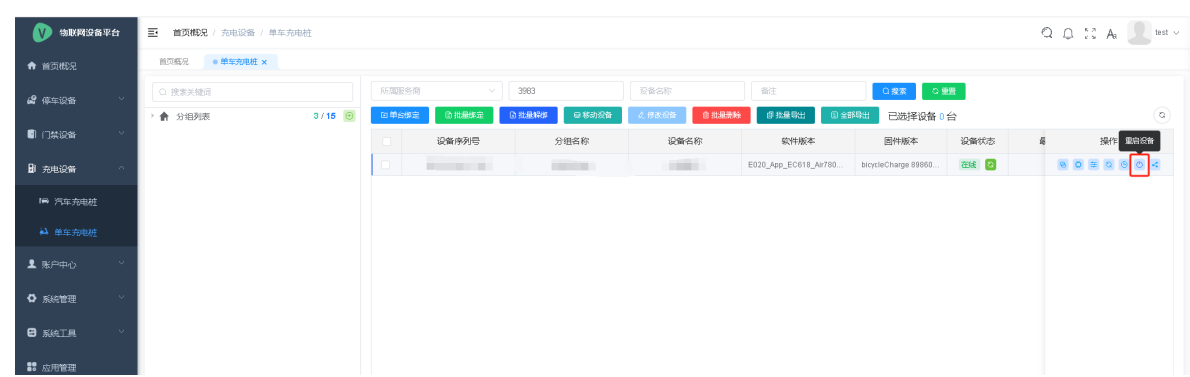 物联网设备平台
首页概况 / 充电设备 / 单车充电桩
test
首页概况
首页概况
单车充电桩 ×
停车设备
门禁设备
充电设备
汽车充电桩
单车充电桩
账户中心
系统管理
系统工具
应用管理
搜索关键词
分组列表 3 / 15
所属服务商 3983 设备名称 备注 搜索 重置
单台绑定 批量绑定 批量解绑 移动设备 修改设备 批量删除 批量导出 全部导出 已选择设备 0 台
设备序列号 分组名称 设备名称 软件版本 固件版本 设备状态 操作 重启设备
E020_App_EC618_Air780... bicycleCharge 89860... 在线